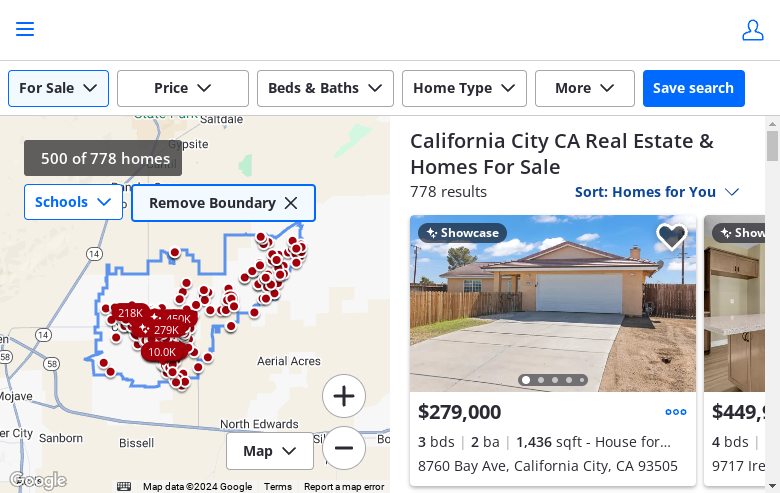 For Sale
Price
Beds & Baths
Home Type
More
Save search
Saltdale
Gypsite
500 of 778 homes
Schools
Remove Boundary
14
218K
450K
279K
10.0K
14
58
58
Aerial Acres
Mojave
er City
Sanborn
Bissell
North Edwards
Bo
Map
Google
Map data ©2024 Google
Terms
Report a map error
California City CA Real Estate &
Homes For Sale
778 results
Sort: Homes for You
Showcase
$279,000
3 bds | 2 ba | 1,436 sqft - House for…
8760 Bay Ave, California City, CA 93505
Show
$449,9
4 bds |
9717 Ire